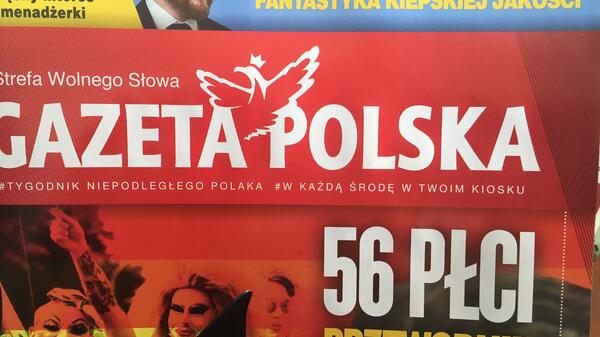 menadżerki
FANTASTYKA KIEPSKIEJ JAKOŚCI
Strefa Wolnego Słowa
GAZETA POLSKA
#TYGODNIK NIEPODLEGŁEGO POLAKA #W KAŻDĄ ŚRODĘ W TWOIM KIOSKU
56 PŁCI